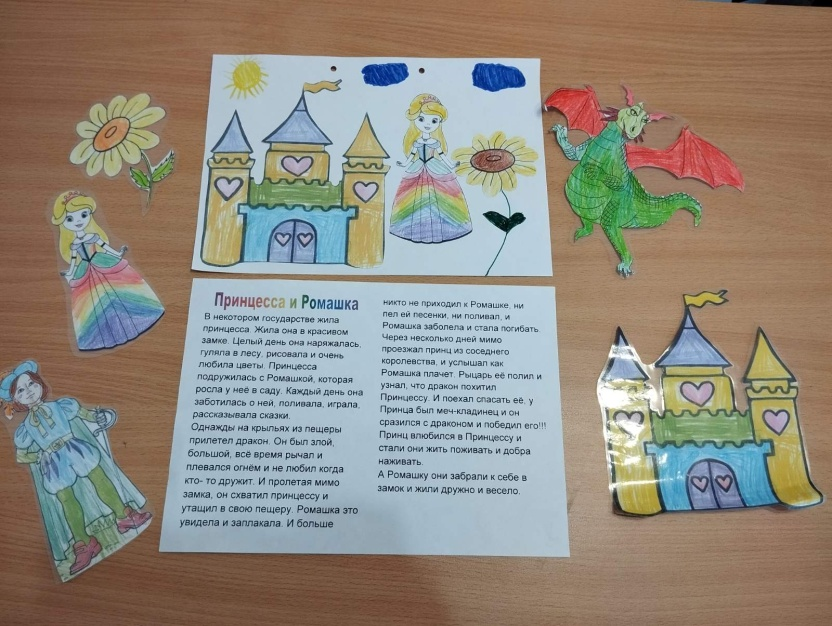 Принцесса и Ромашка
В некотором государстве жила
принцесса. Жила она в красивом
замке. Целый день она наряжалась,
гуляла в лесу, рисовала и очень
любила цветы. Принцесса
подружилась с Ромашкой, которая
росла у неё в саду. Каждый день она
заботилась о ней, поливала, играла,
рассказывала сказки.
Однажды на крыльях из пещеры
прилетел дракон. Он был злой,
большой, всё время рычал и
плевался огнём и не любил когда
кто- то дружит. И пролетая мимо
замка, он схватил принцессу и
утащил в свою пещеру. Ромашка это
увидела и заплакала. И больше
никто не приходил к Ромашке, ни
пел ей песенки, ни поливал, и
Ромашка заболела и стала погибать.
Через несколько дней мимо
проезжал принц из соседнего
королевства, и услышал как
Ромашка плачет. Рыцарь её полил и
узнал, что дракон похитил
Принцессу. И поехал спасать её, у
Принца был меч-кладинец и он
сразился с драконом и победил его!!!
Принц влюбился в Принцессу и
стали они жить поживать и добра
наживать.
А Ромашку они забрали к себе в
замок и жили дружно и весело.